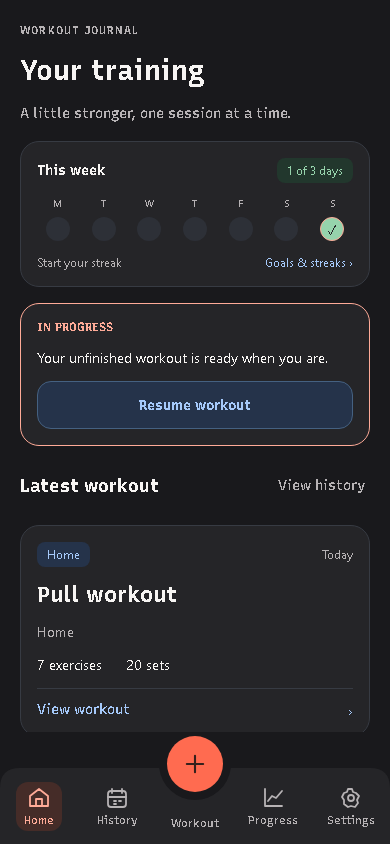 WORKOUT JOURNAL
Your training
A little stronger, one session at a time.
This week
1 of 3 days
M T W T F S S
✓
Start your streak
Goals & streaks ›
IN PROGRESS
Your unfinished workout is ready when you are.
Resume workout
Latest workout
View history
Home
Today
Pull workout
Home
7 exercises 20 sets
View workout ›
+
Home History Workout Progress Settings